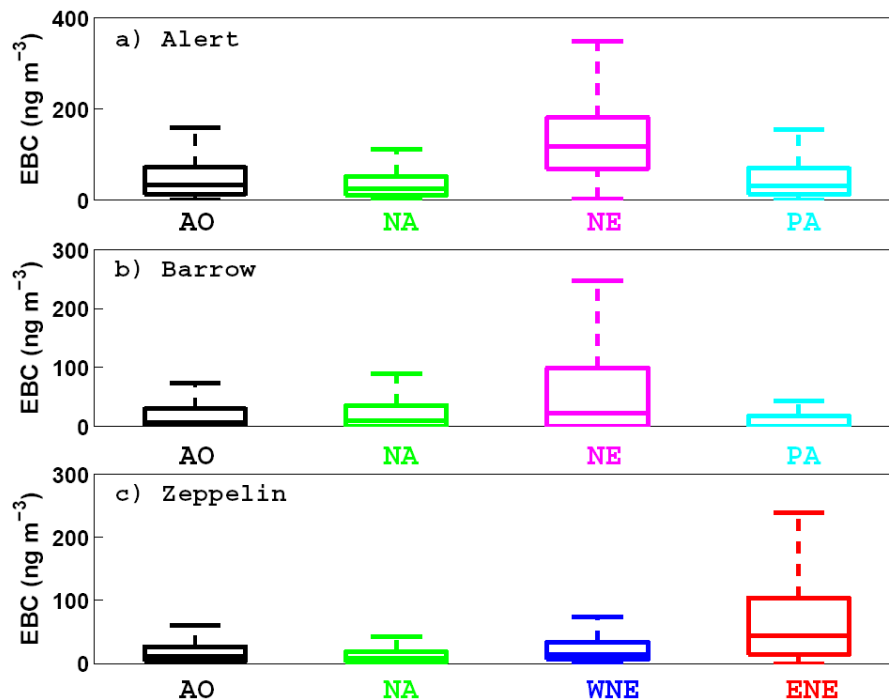 a) Alert
EBC (ng m⁻³)
400
200
0
AO NA NE PA
b) Barrow
EBC (ng m⁻³)
300
200
100
0
AO NA NE PA
c) Zeppelin
EBC (ng m⁻³)
300
200
100
0
AO NA WNE ENE